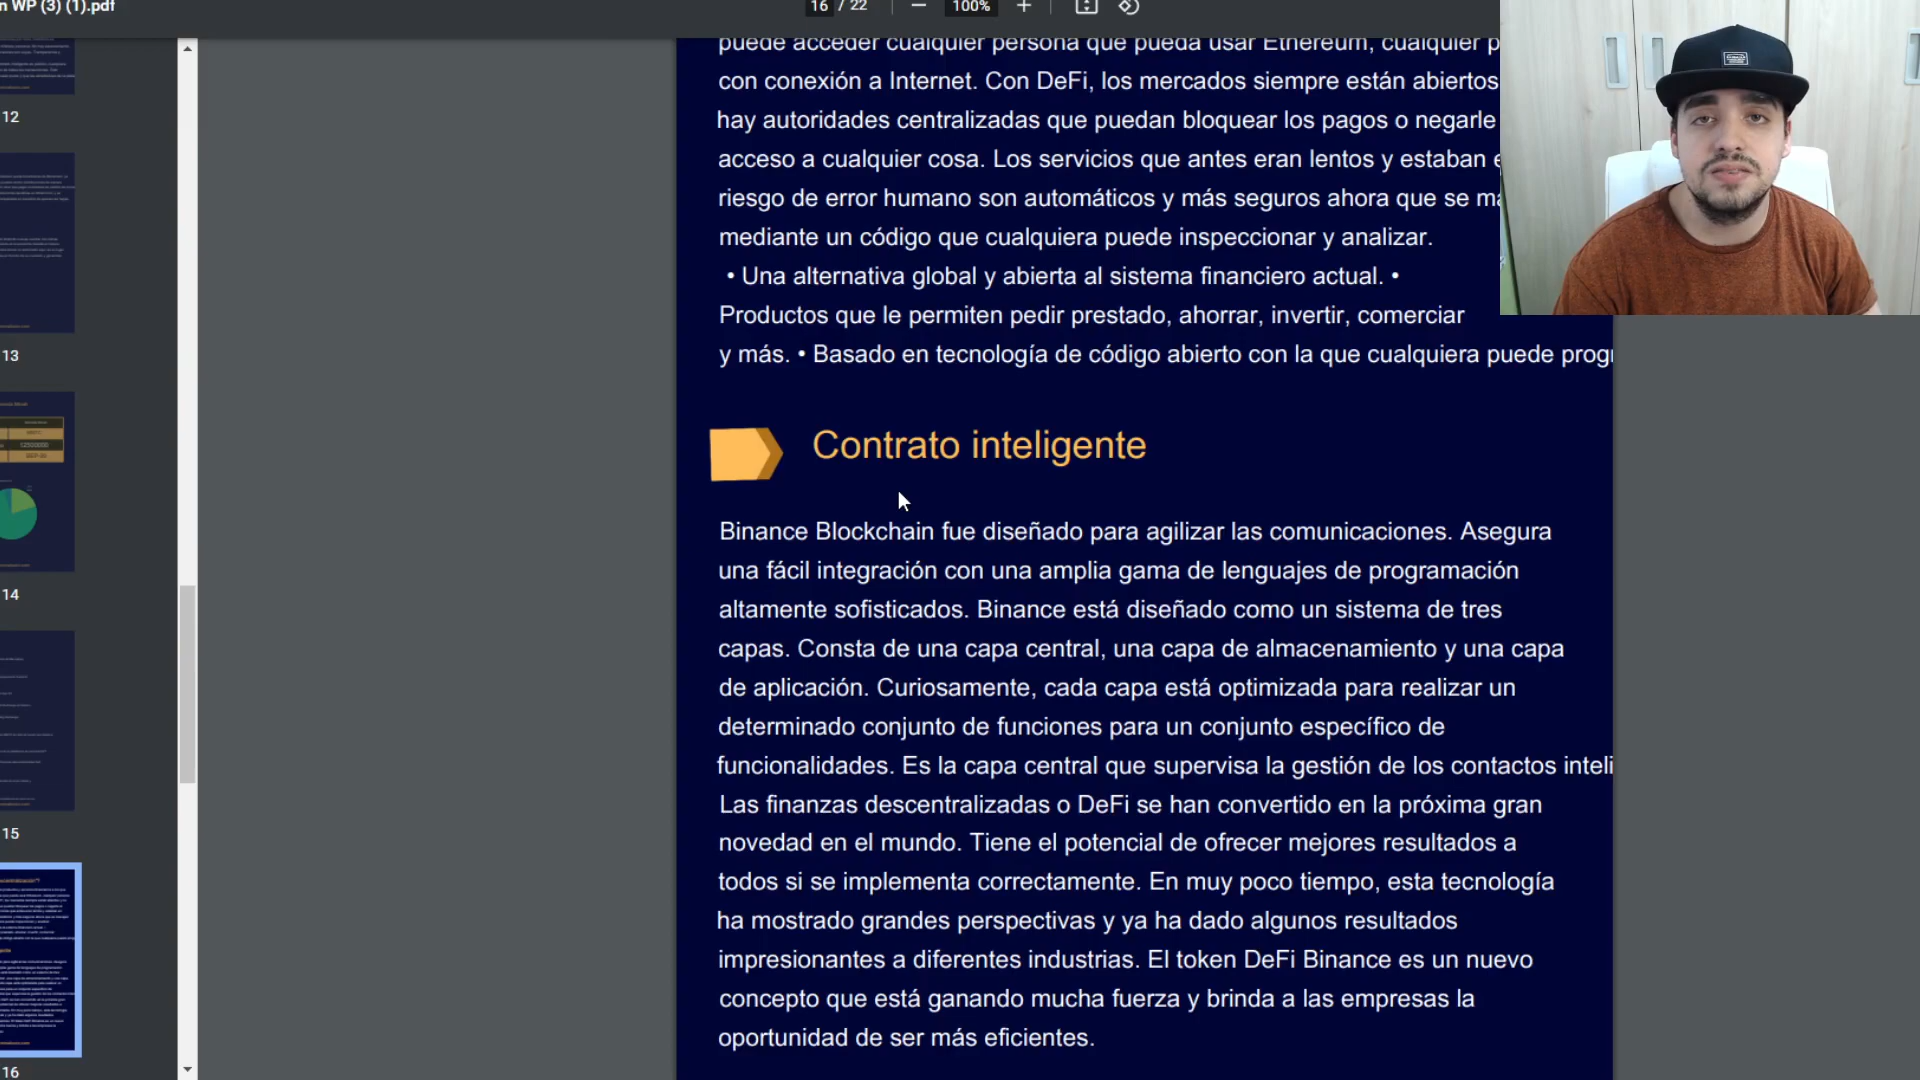 n WP (3) (1).pdf
16 / 22
100%
12
13
14
15
16
puede acceder cualquier persona que pueda usar Ethereum, cualquier p
con conexión a Internet. Con DeFi, los mercados siempre están abiertos
hay autoridades centralizadas que puedan bloquear los pagos o negarle
acceso a cualquier cosa. Los servicios que antes eran lentos y estaban e
riesgo de error humano son automáticos y más seguros ahora que se ma
mediante un código que cualquiera puede inspeccionar y analizar.
• Una alternativa global y abierta al sistema financiero actual. •
Productos que le permiten pedir prestado, ahorrar, invertir, comerciar
y más. • Basado en tecnología de código abierto con la que cualquiera puede progr
Contrato inteligente
Binance Blockchain fue diseñado para agilizar las comunicaciones. Asegura
una fácil integración con una amplia gama de lenguajes de programación
altamente sofisticados. Binance está diseñado como un sistema de tres
capas. Consta de una capa central, una capa de almacenamiento y una capa
de aplicación. Curiosamente, cada capa está optimizada para realizar un
determinado conjunto de funciones para un conjunto específico de
funcionalidades. Es la capa central que supervisa la gestión de los contactos inteli
Las finanzas descentralizadas o DeFi se han convertido en la próxima gran
novedad en el mundo. Tiene el potencial de ofrecer mejores resultados a
todos si se implementa correctamente. En muy poco tiempo, esta tecnología
ha mostrado grandes perspectivas y ya ha dado algunos resultados
impresionantes a diferentes industrias. El token DeFi Binance es un nuevo
concepto que está ganando mucha fuerza y brinda a las empresas la
oportunidad de ser más eficientes.